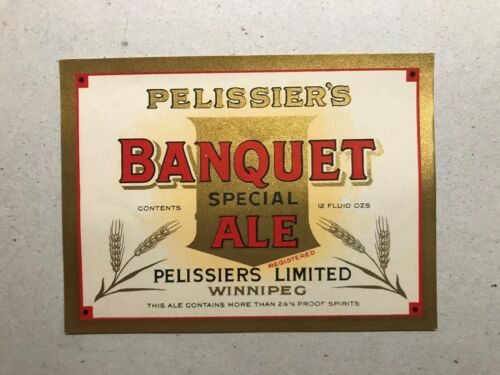 PELISSIER'S
BANQUET
SPECIAL
CONTENTS 12 FLUID OZS
ALE
REGISTERED
PELISSIERS LIMITED
WINNIPEG
THIS ALE CONTAINS MORE THAN 2½% PROOF SPIRITS